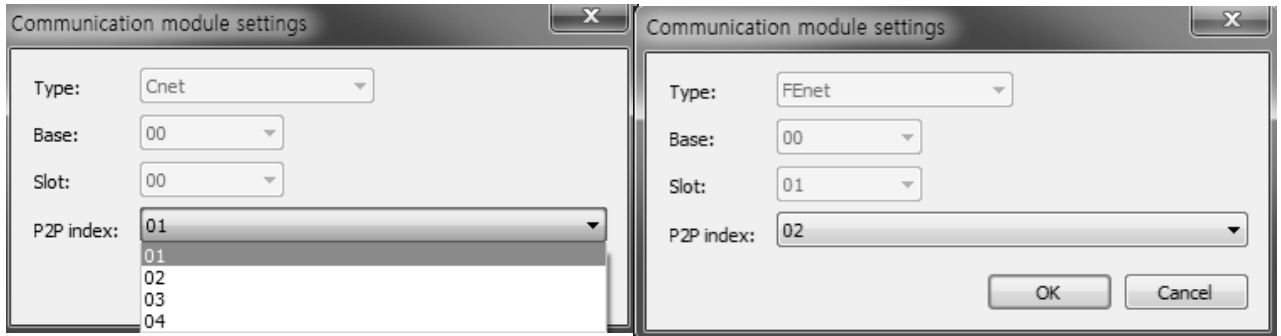 Communication module settings
Type: Cnet
Base: 00
Slot: 00
P2P index: 01
01
02
03
04
Communication module settings
Type: FEnet
Base: 00
Slot: 01
P2P index: 02
OK Cancel